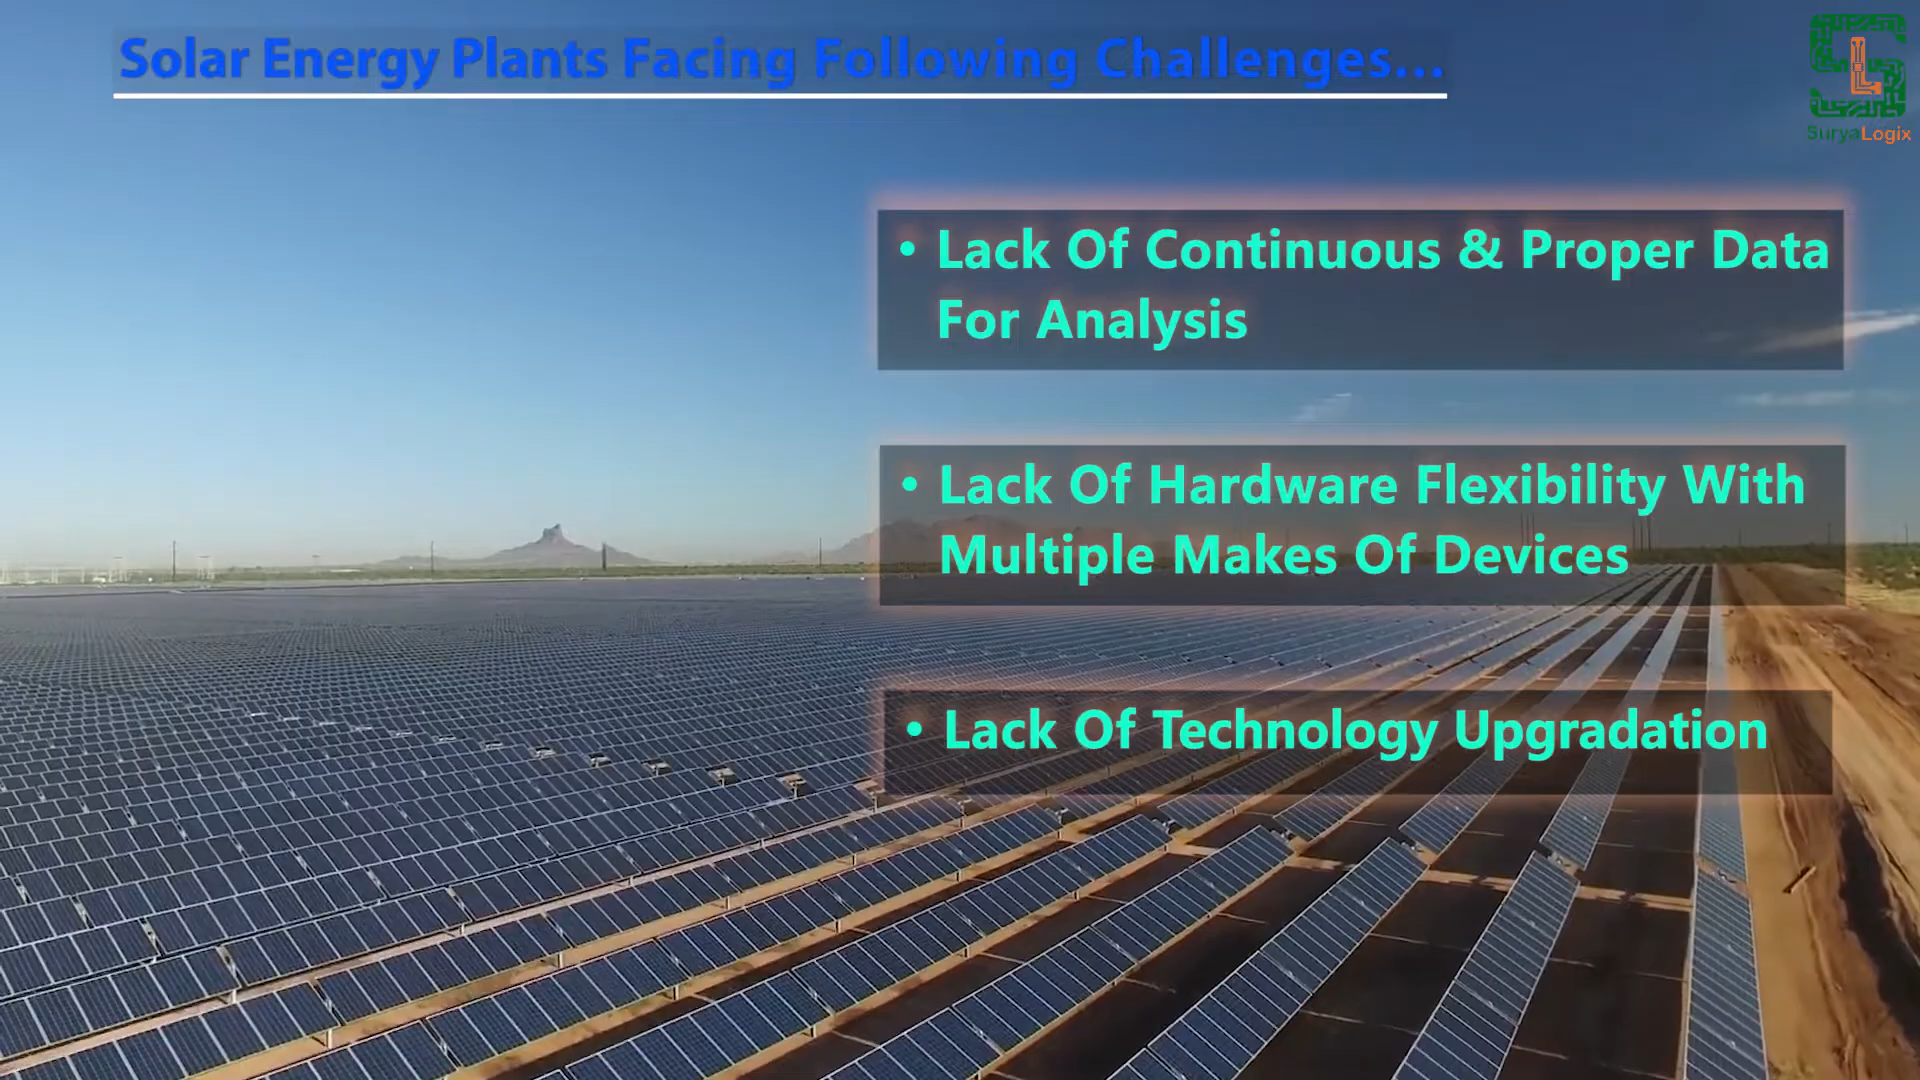 Solar Energy Plants Facing Following Challenges...
SuryaLogix
• Lack Of Continuous & Proper Data
For Analysis
• Lack Of Hardware Flexibility With
Multiple Makes Of Devices
• Lack Of Technology Upgradation